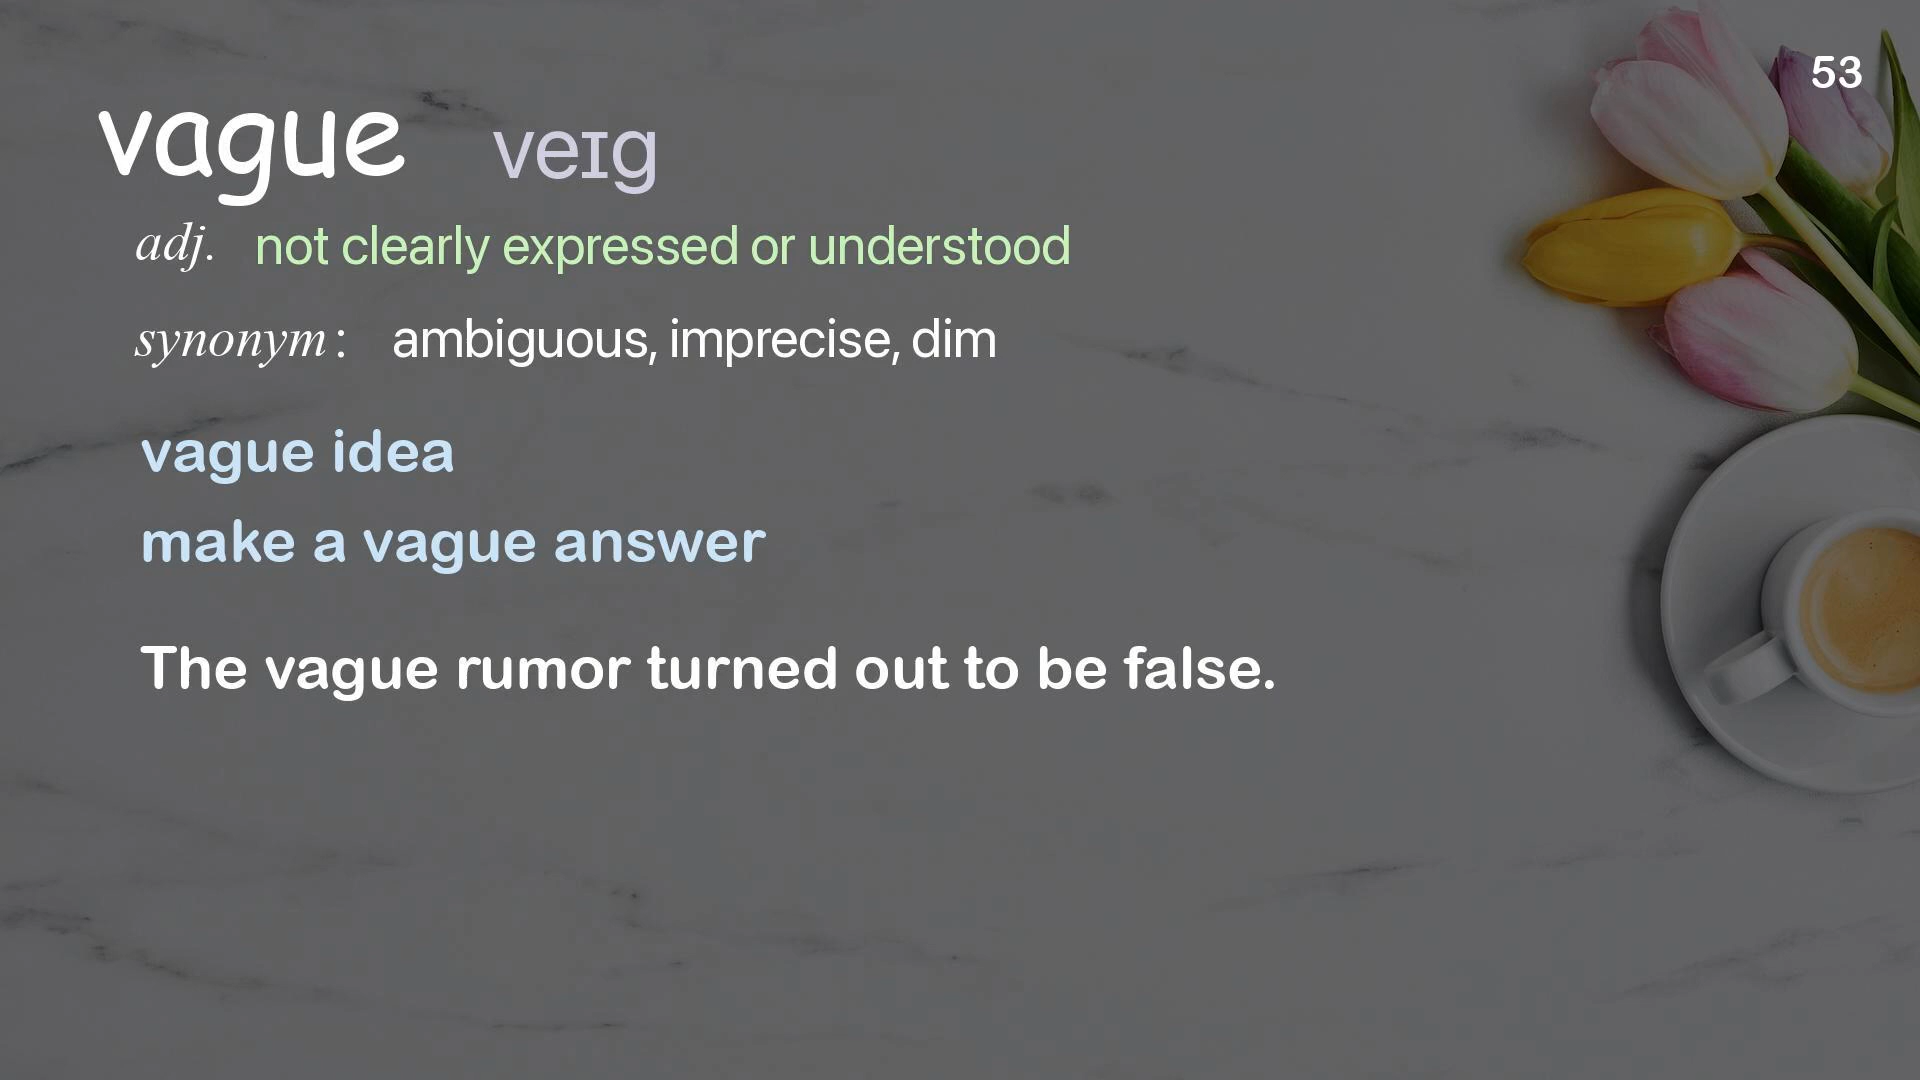 53
vague veɪg
adj. not clearly expressed or understood
synonym : ambiguous, imprecise, dim
vague idea
make a vague answer
The vague rumor turned out to be false.